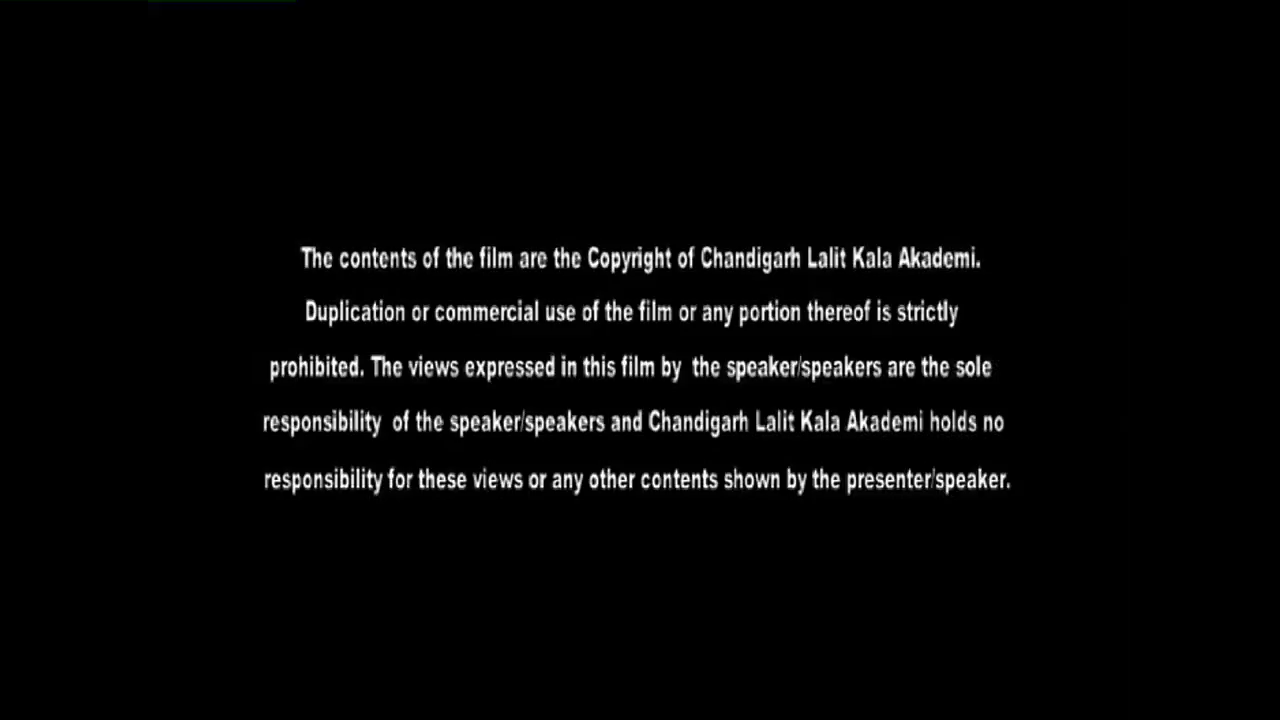 The contents of the film are the Copyright of Chandigarh Lalit Kala Akademi.
Duplication or commercial use of the film or any portion thereof is strictly
prohibited. The views expressed in this film by the speaker/speakers are the sole
responsibility of the speaker/speakers and Chandigarh Lalit Kala Akademi holds no
responsibility for these views or any other contents shown by the presenter/speaker.